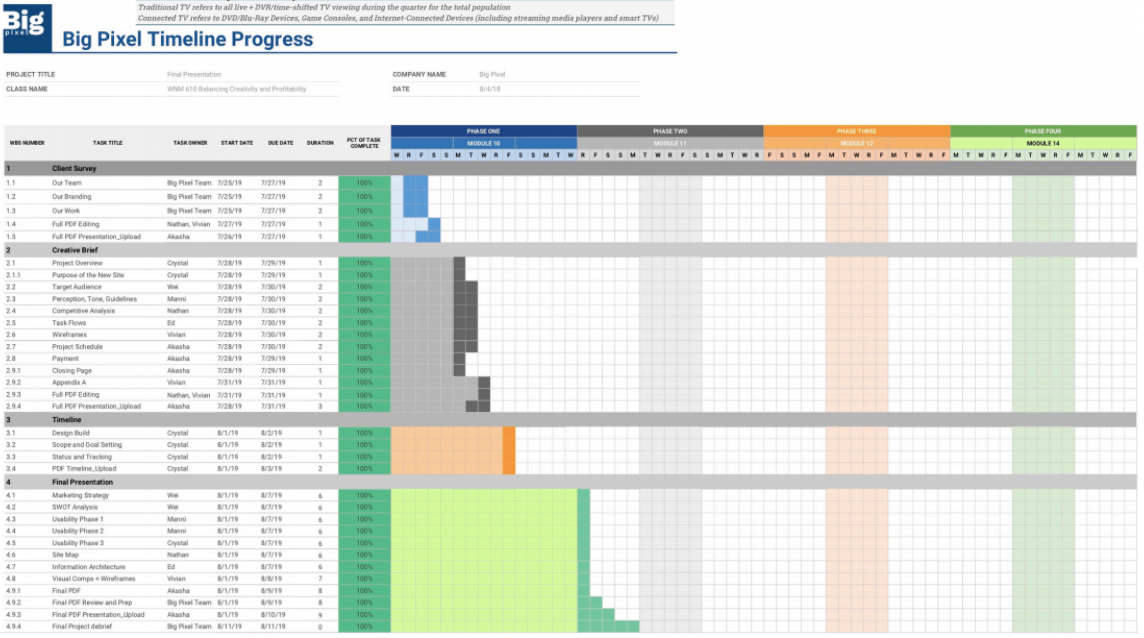 Traditional TV refers to all live + DVR/time-shifted TV viewing during the quarter for the total population
Connected TV refers to DVD/Blu-Ray Devices, Game Consoles, and Internet-Connected Devices (including streaming media players and smart TVs)
Big
pixel
Big Pixel Timeline Progress
PROJECT TITLE Final Presentation COMPANY NAME Big Pixel
CLASS NAME WNM 610 Balancing Creativity and Profitability DATE 8/4/18
PHASE ONE PHASE TWO PHASE THREE PHASE FOUR
WBS NUMBER TASK TITLE TASK OWNER START DATE DUE DATE DURATION PCT OF TASK COMPLETE
MODULE 10 MODULE 11 MODULE 13 MODULE 14
W R F S S M T W R F S S M T W R F S S M T W R F S S M T W R F S S M F M T W R F M T W R F M T W R F M T W R F M T W R F
1 Client Survey
1.1 Our Team Big Pixel Team 7/25/19 7/27/19 2 100%
1.2 Our Branding Big Pixel Team 7/25/19 7/27/19 2 100%
1.3 Our Work Big Pixel Team 7/25/19 7/27/19 2 100%
1.4 Full PDF Editing Nathan, Vivian 7/27/19 7/27/19 1 100%
1.5 Full PDF Presentation_Upload Akasha 7/26/19 7/27/19 1 100%
2 Creative Brief
2.1 Project Overview Crystal 7/28/19 7/29/19 1 100%
2.1.1 Purpose of the New Site Crystal 7/28/19 7/29/19 1 100%
2.2 Target Audience Wei 7/28/19 7/30/19 2 100%
2.3 Perception, Tone, Guidelines Manni 7/28/19 7/30/19 2 100%
2.4 Competitive Analysis Nathan 7/28/19 7/30/19 2 100%
2.5 Task Flows Ed 7/28/19 7/30/19 2 100%
2.6 Wireframes Vivian 7/28/19 7/30/19 2 100%
2.7 Project Schedule Akasha 7/28/19 7/30/19 2 100%
2.8 Payment Akasha 7/28/19 7/29/19 1 100%
2.9.1 Closing Page Akasha 7/28/19 7/29/19 1 100%
2.9.2 Appendix A Vivian 7/31/19 7/31/19 1 100%
2.9.3 Full PDF Editing Nathan, Vivian 7/31/19 7/31/19 1 100%
2.9.4 Full PDF Presentation_Upload Akasha 7/28/19 7/31/19 3 100%
3 Timeline
3.1 Design Build Crystal 8/1/19 8/2/19 1 100%
3.2 Scope and Goal Setting Crystal 8/1/19 8/2/19 1 100%
3.3 Status and Tracking Crystal 8/1/19 8/2/19 1 100%
3.4 PDF Timeline_Upload Crystal 8/1/19 8/3/19 2 100%
4 Final Presentation
4.1 Marketing Strategy Wei 8/1/19 8/7/19 6 100%
4.2 SWOT Analysis Wei 8/1/19 8/7/19 6 100%
4.3 Usability Phase 1 Manni 8/1/19 8/7/19 6 100%
4.4 Usability Phase 2 Manni 8/1/19 8/7/19 6 100%
4.5 Usability Phase 3 Crystal 8/1/19 8/7/19 6 100%
4.6 Site Map Nathan 8/1/19 8/7/19 6 100%
4.7 Information Architecture Ed 8/1/19 8/7/19 6 100%
4.8 Visual Comps + Wireframes Vivian 8/1/19 8/8/19 7 100%
4.9.1 Final PDF Akasha 8/1/19 8/9/19 8 100%
4.9.2 Final PDF Review and Prep Big Pixel Team 8/1/19 8/9/19 8 100%
4.9.3 FInal PDF Presentation_Upload Akasha 8/1/19 8/10/19 9 100%
4.9.4 Final Project debrief Big Pixel Team 8/11/19 8/11/19 0 100%